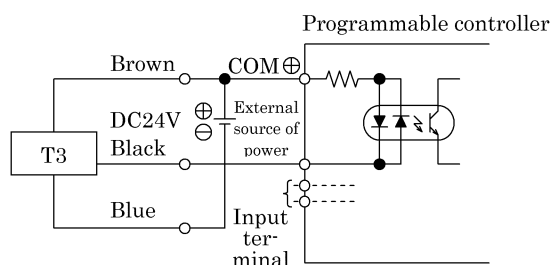 Programmable controller
Brown
COM⊕
DC24V
⊕
⊖
External
source of
power
Black
T3
Blue
Input
ter-
minal